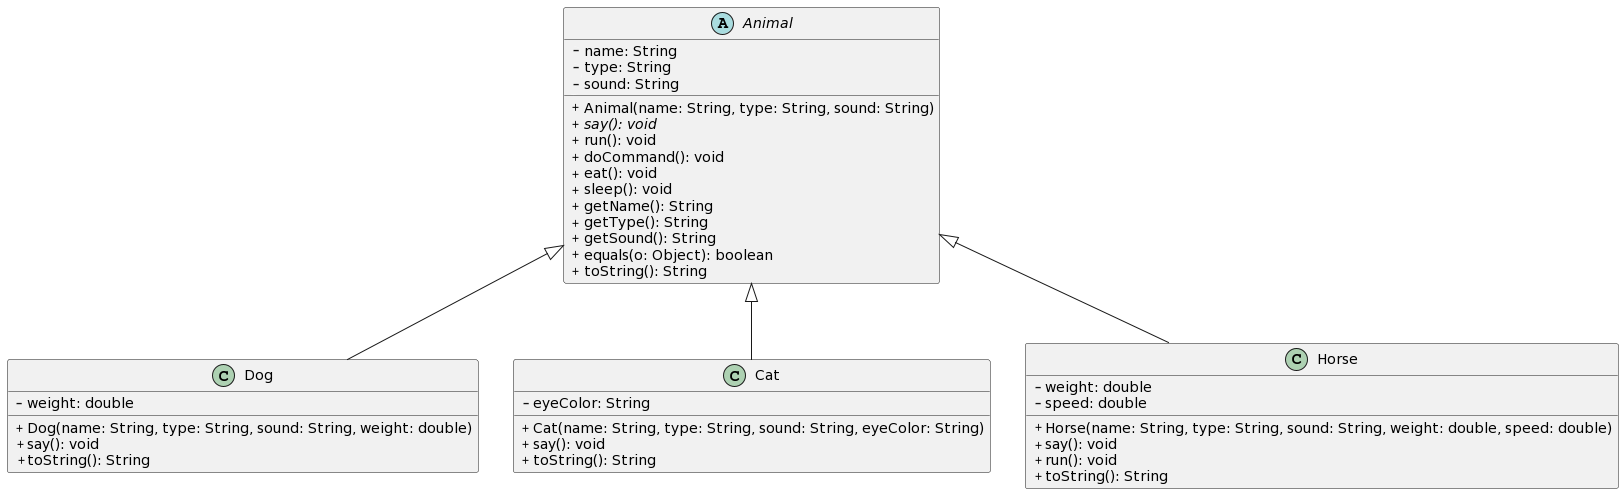 A Animal
- name: String
- type: String
- sound: String
+ Animal(name: String, type: String, sound: String)
+ say(): void
+ run(): void
+ doCommand(): void
+ eat(): void
+ sleep(): void
+ getName(): String
+ getType(): String
+ getSound(): String
+ equals(o: Object): boolean
+ toString(): String
C Dog
- weight: double
+ Dog(name: String, type: String, sound: String, weight: double)
+ say(): void
+ toString(): String
C Cat
- eyeColor: String
+ Cat(name: String, type: String, sound: String, eyeColor: String)
+ say(): void
+ toString(): String
C Horse
- weight: double
- speed: double
+ Horse(name: String, type: String, sound: String, weight: double, speed: double)
+ say(): void
+ run(): void
+ toString(): String